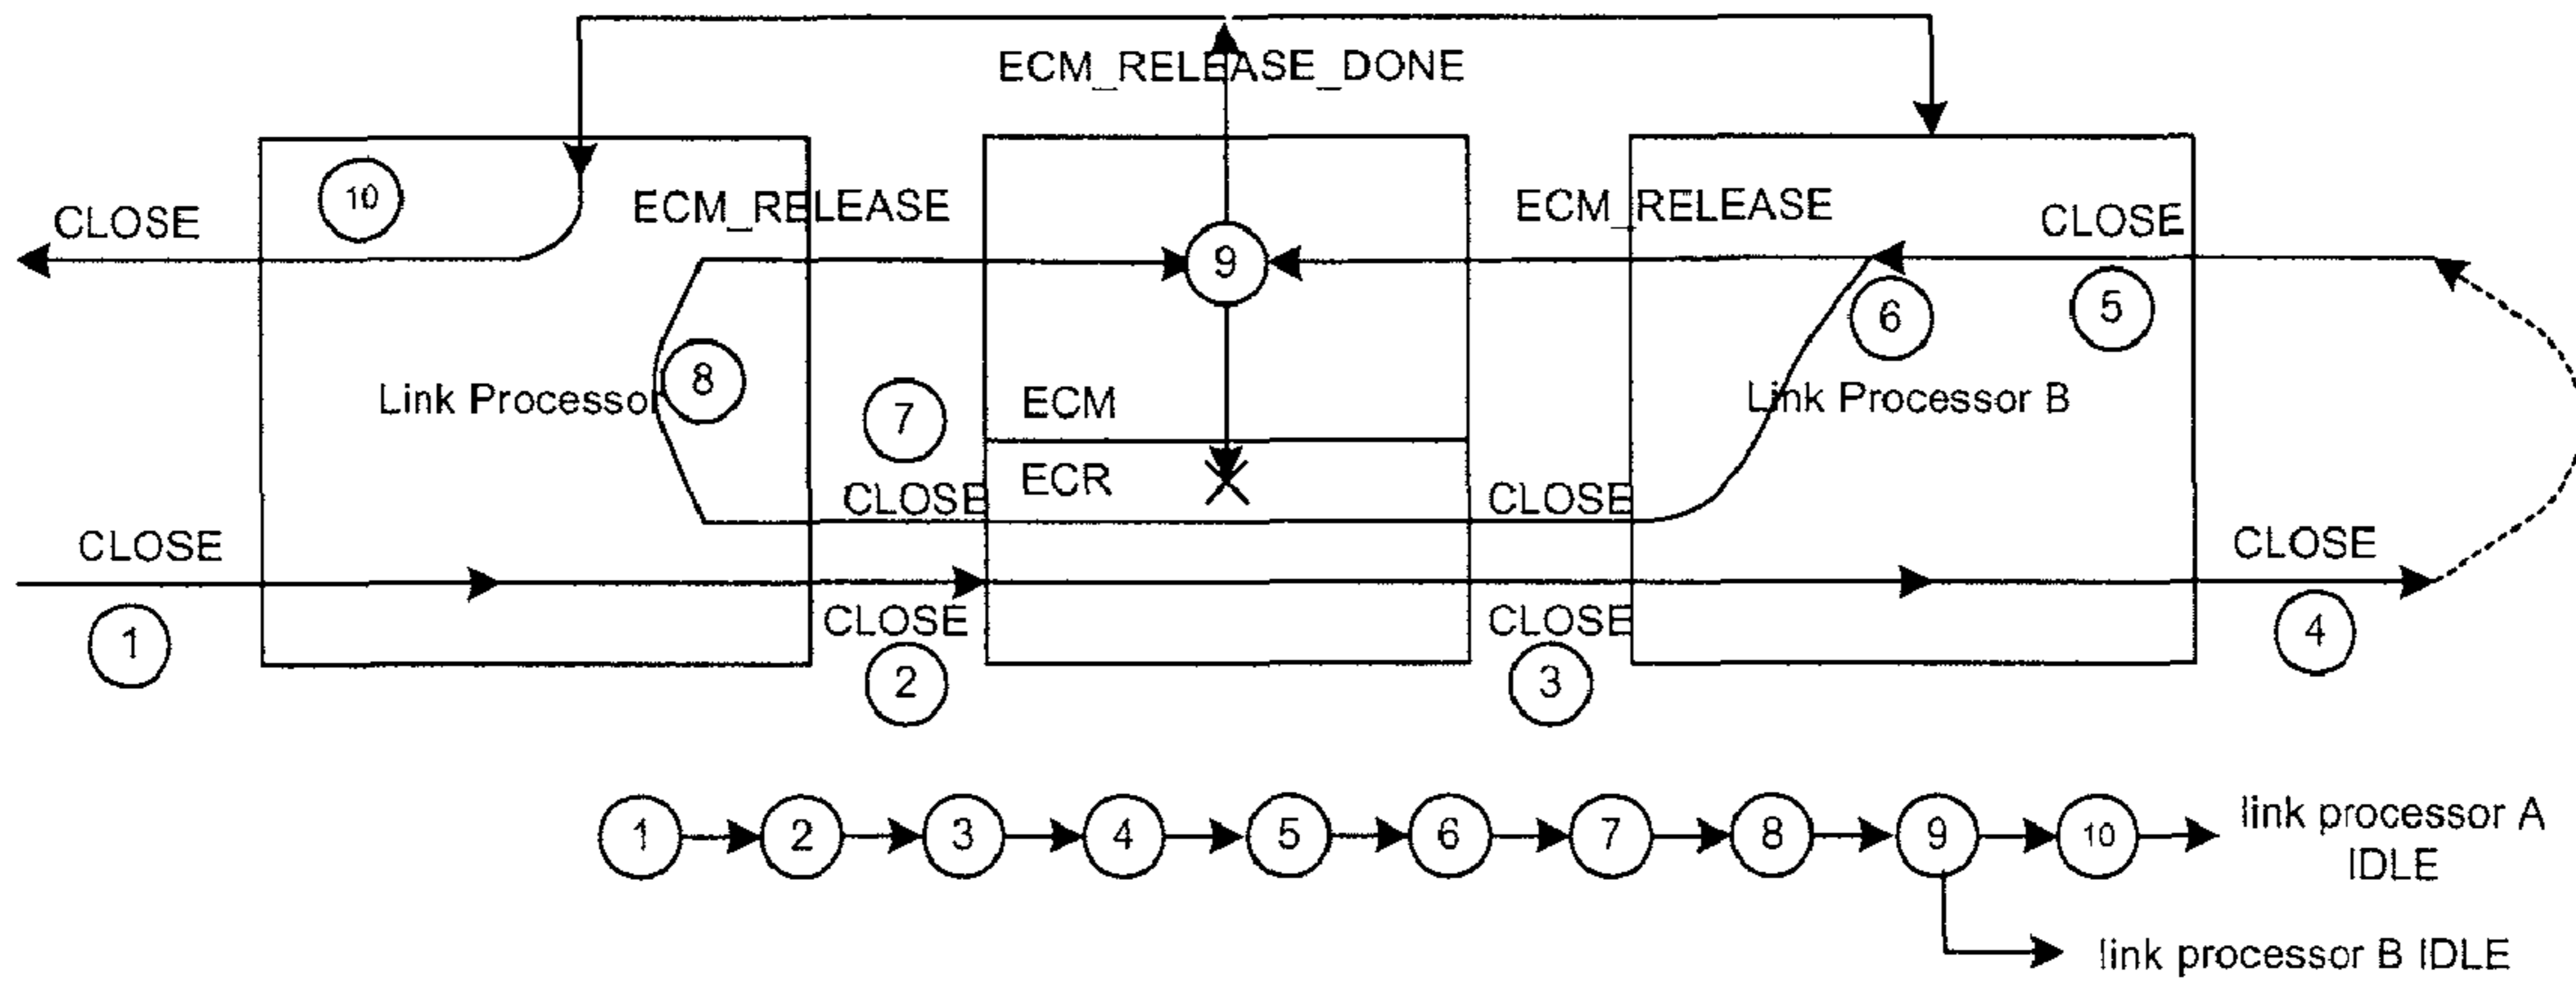 ECM_RELEASE_DONE
10
CLOSE
ECM_RELEASE
ECM_RELEASE
CLOSE
9
5
6
8
Link Processor
7
ECM
Link Processor B
ECR
CLOSE
CLOSE
CLOSE
CLOSE
1
CLOSE
2
CLOSE
3
4
1 2 3 4 5 6 7 8 9 10 link processor A
IDLE
link processor B IDLE